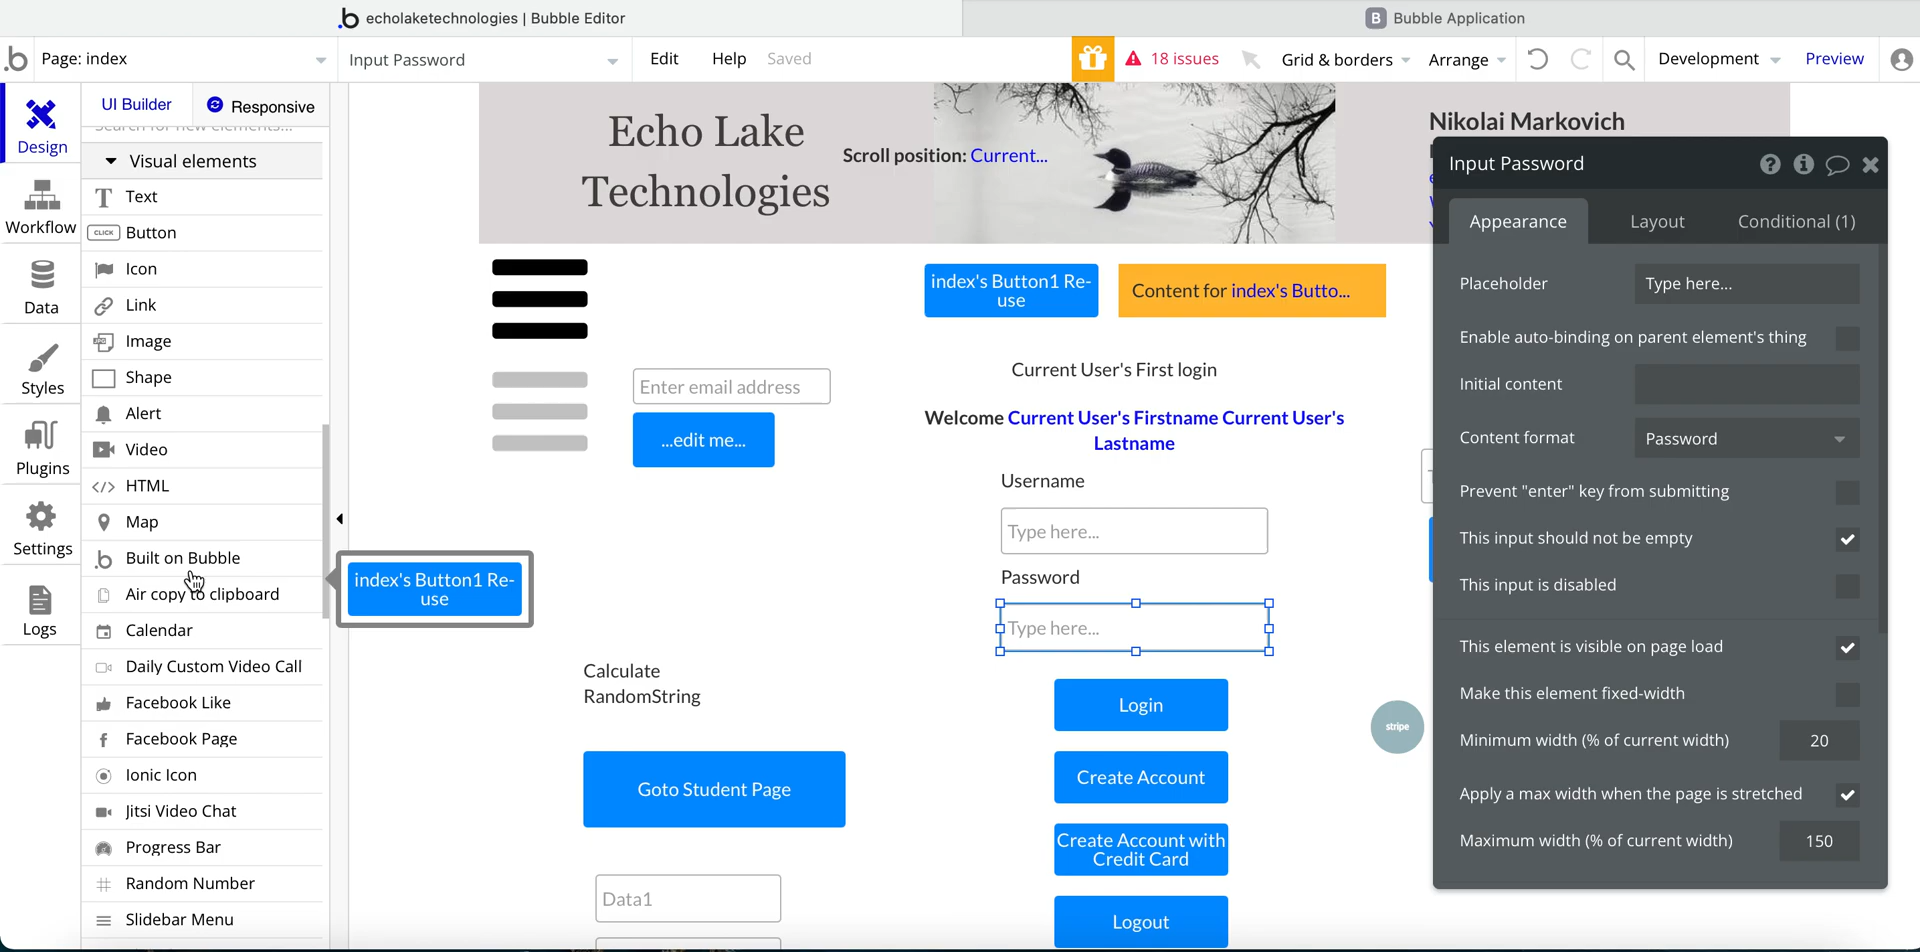 echolaketechnologies | Bubble Editor
B Bubble Application
Page: index
Input Password
Edit
Help
Saved
18 issues
Grid & borders
Arrange
Development
Preview
Design
Workflow
Data
Styles
Plugins
Settings
Logs
UI Builder
Responsive
Search for new elements...
Visual elements
Text
CLICK Button
Icon
Link
Image
Shape
Alert
Video
HTML
Map
Built on Bubble
Air copy to clipboard
Calendar
Daily Custom Video Call
Facebook Like
Facebook Page
Ionic Icon
Jitsi Video Chat
Progress Bar
Random Number
Slidebar Menu
index's Button1 Re-
use
Echo Lake
Technologies
Scroll position: Current...
Nikolai Markovich
index's Button1 Re-
use
Content for index's Butto...
Enter email address
...edit me...
Current User's First login
Welcome Current User's Firstname Current User's
Lastname
Username
Type here...
Password
Type here...
Calculate
RandomString
Login
Create Account
Create Account with
Credit Card
Logout
Goto Student Page
Data1
stripe
Input Password
Appearance
Layout
Conditional (1)
Placeholder
Type here...
Enable auto-binding on parent element's thing
Initial content
Content format
Password
Prevent "enter" key from submitting
This input should not be empty
This input is disabled
This element is visible on page load
Make this element fixed-width
Minimum width (% of current width)
20
Apply a max width when the page is stretched
Maximum width (% of current width)
150